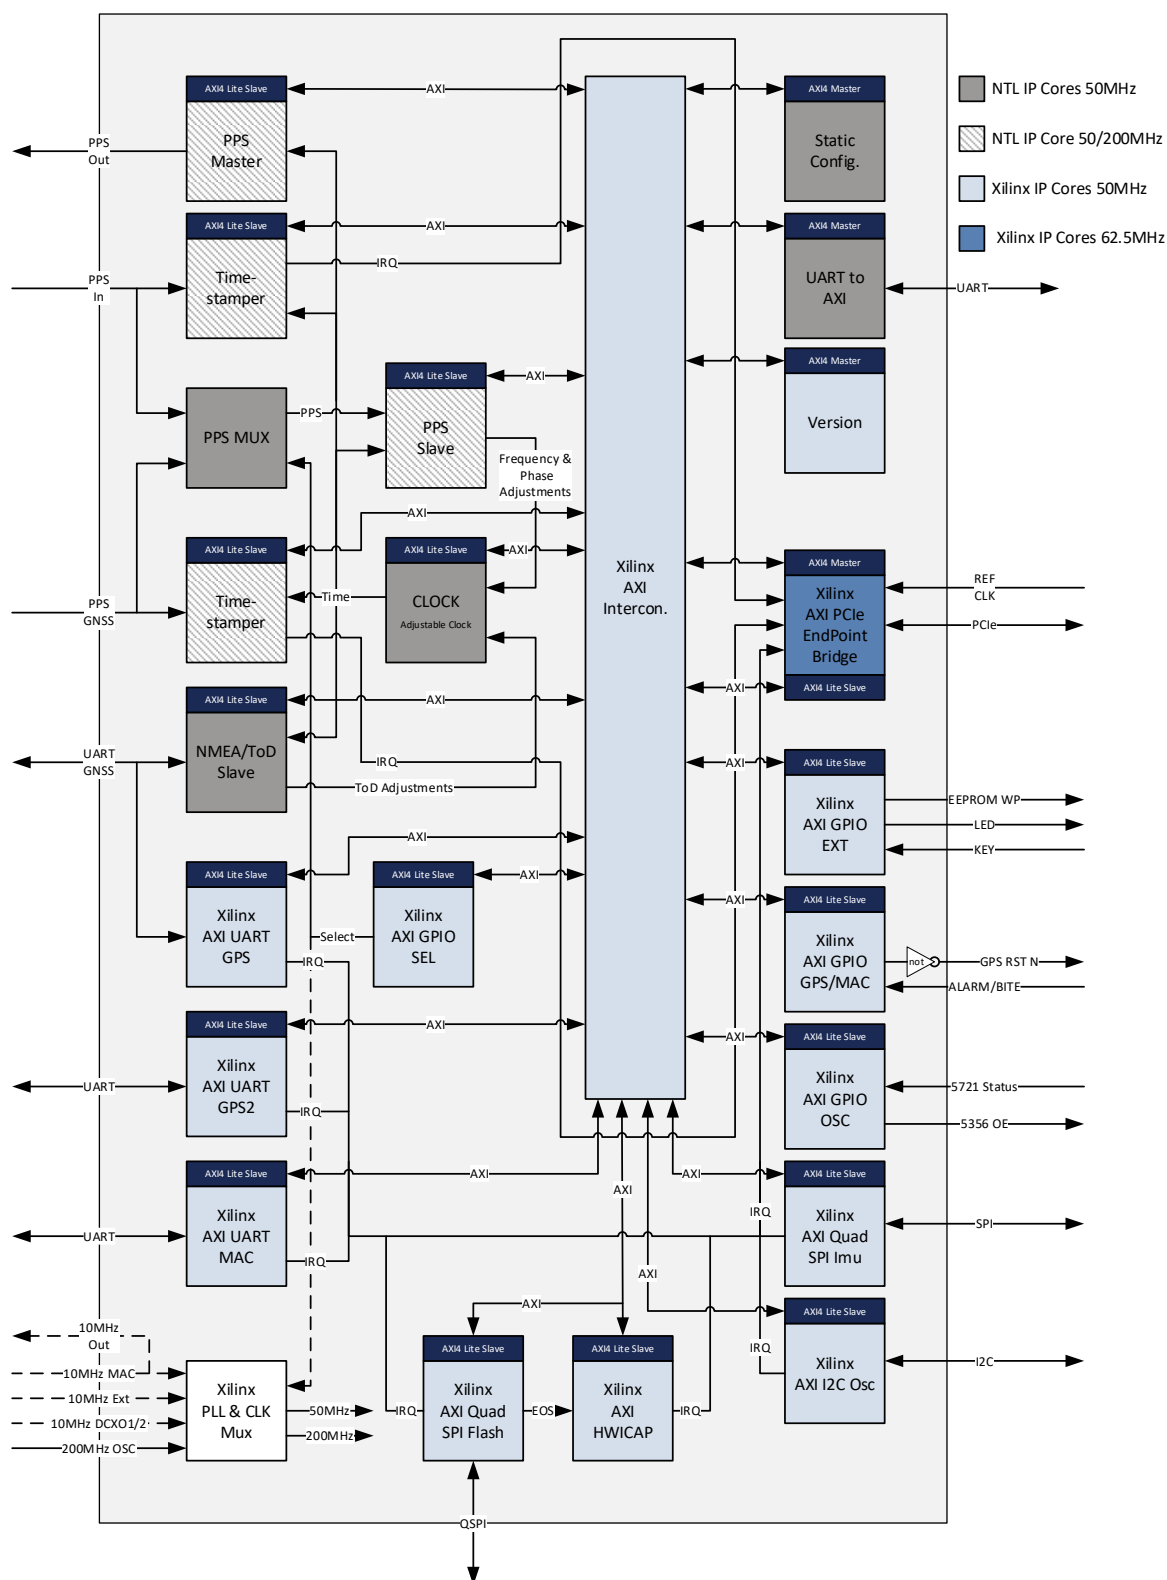 AXI4 Lite Slave
PPS
Master
AXI
PPS
Out
AXI4 Lite Slave
Time-
stamper
AXI
IRQ
PPS
In
PPS MUX
PPS
AXI4 Lite Slave
PPS
Slave
AXI
Frequency &
Phase
Adjustments
AXI4 Lite Slave
Time-
stamper
AXI
PPS
GNSS
Time
AXI4 Lite Slave
CLOCK
Adjustable Clock
AXI
AXI4 Lite Slave
NMEA/ToD
Slave
AXI
IRQ
ToD Adjustments
UART
GNSS
AXI4 Lite Slave
Xilinx
AXI UART
GPS
AXI
IRQ
Select
AXI4 Lite Slave
Xilinx
AXI GPIO
SEL
AXI
AXI4 Lite Slave
Xilinx
AXI UART
GPS2
AXI
IRQ
UART
AXI4 Lite Slave
Xilinx
AXI UART
MAC
AXI
IRQ
UART
10MHz
Out
10MHz MAC
10MHz Ext
10MHz DCXO1/2
200MHz OSC
Xilinx
PLL & CLK
Mux
50MHz
200MHz
IRQ
AXI4 Lite Slave
Xilinx
AXI Quad
SPI Flash
EOS
AXI4 Lite Slave
Xilinx
AXI
HWICAP
IRQ
AXI
AXI
QSPI
Xilinx
AXI
Intercon.
AXI4 Master
Static
Config.
AXI4 Master
UART to
AXI
UART
AXI4 Master
Version
AXI4 Master
Xilinx
AXI PCIe
EndPoint
Bridge
AXI4 Lite Slave
AXI
REF
CLK
PCIe
AXI4 Lite Slave
Xilinx
AXI GPIO
EXT
AXI
EEPROM WP
LED
KEY
AXI4 Lite Slave
Xilinx
AXI GPIO
GPS/MAC
AXI
not
GPS RST N
ALARM/BITE
AXI4 Lite Slave
Xilinx
AXI GPIO
OSC
AXI
5721 Status
5356 OE
AXI4 Lite Slave
Xilinx
AXI Quad
SPI Imu
AXI
IRQ
SPI
AXI4 Lite Slave
Xilinx
AXI I2C Osc
AXI
IRQ
I2C
NTL IP Cores 50MHz
NTL IP Core 50/200MHz
Xilinx IP Cores 50MHz
Xilinx IP Cores 62.5MHz